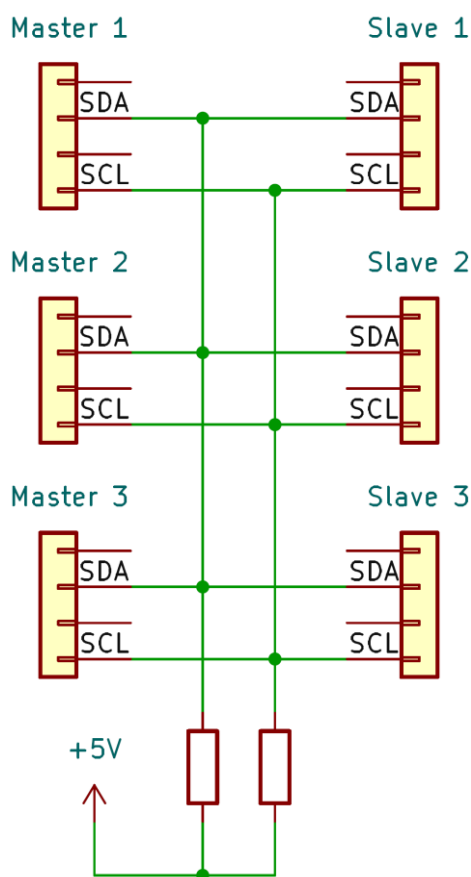 Master 1 Slave 1
SDA SDA
SCL SCL
Master 2 Slave 2
SDA SDA
SCL SCL
Master 3 Slave 3
SDA SDA
SCL SCL
+5V